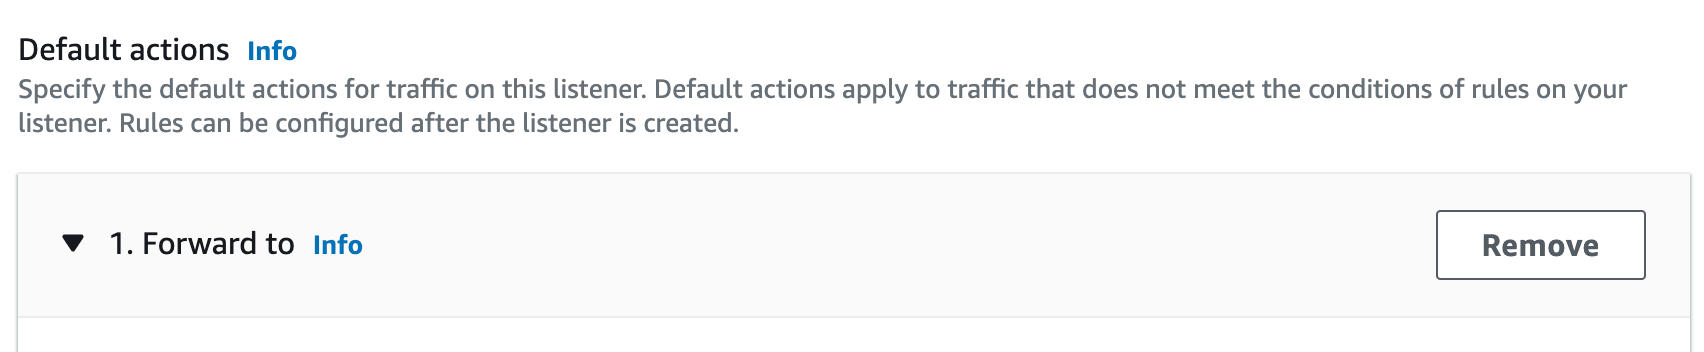 Default actions Info
Specify the default actions for traffic on this listener. Default actions apply to traffic that does not meet the conditions of rules on your
listener. Rules can be configured after the listener is created.
1. Forward to Info
Remove